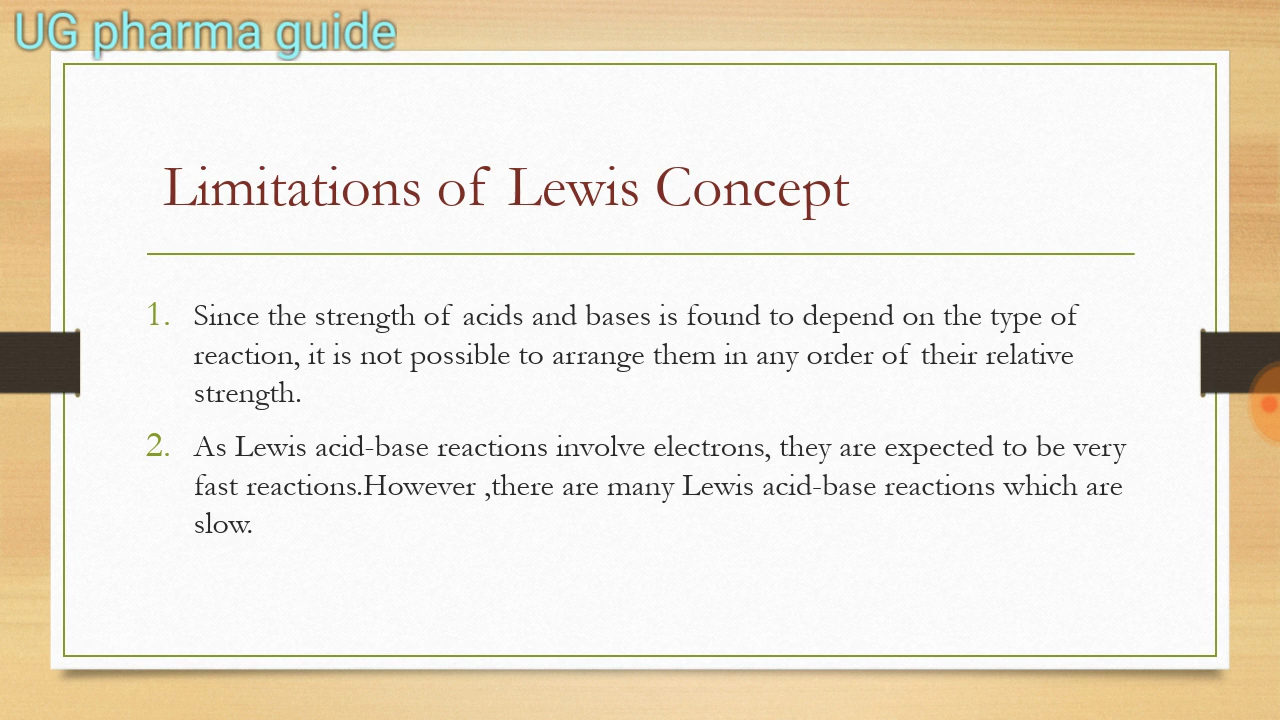 UG pharma guide
Limitations of Lewis Concept
1. Since the strength of acids and bases is found to depend on the type of
reaction, it is not possible to arrange them in any order of their relative
strength.
2. As Lewis acid-base reactions involve electrons, they are expected to be very
fast reactions.However ,there are many Lewis acid-base reactions which are
slow.